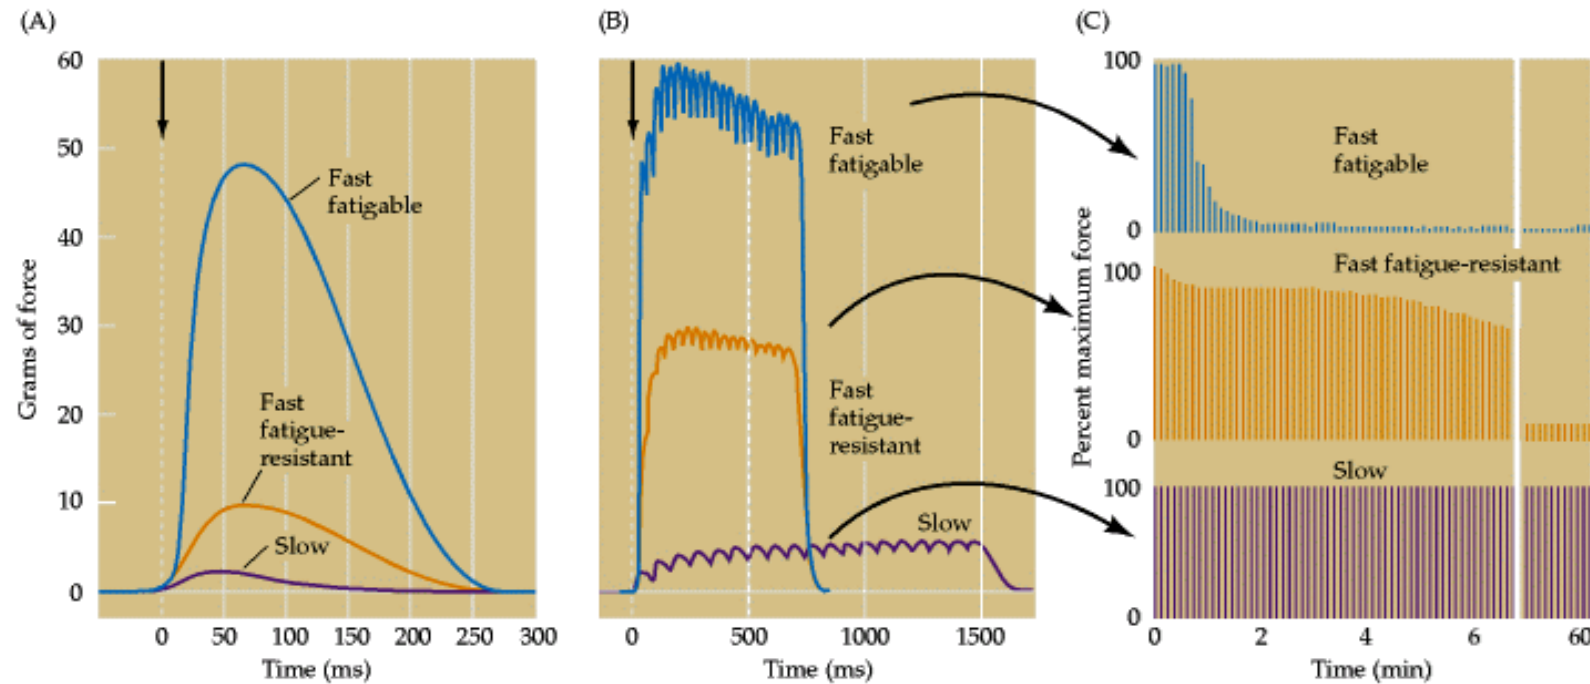 (A)
Grams of force
60
50
40
30
20
10
0
Fast
fatigable
Fast
fatigue-
resistant
Slow
0 50 100 150 200 250 300
Time (ms)
(B)
Fast
fatigable
Fast
fatigue-
resistant
Slow
0 500 1000 1500
Time (ms)
(C)
Percent maximum force
100
Fast
fatigable
0
Fast fatigue-resistant
100
0
Slow
100
0
0 2 4 6 60
Time (min)